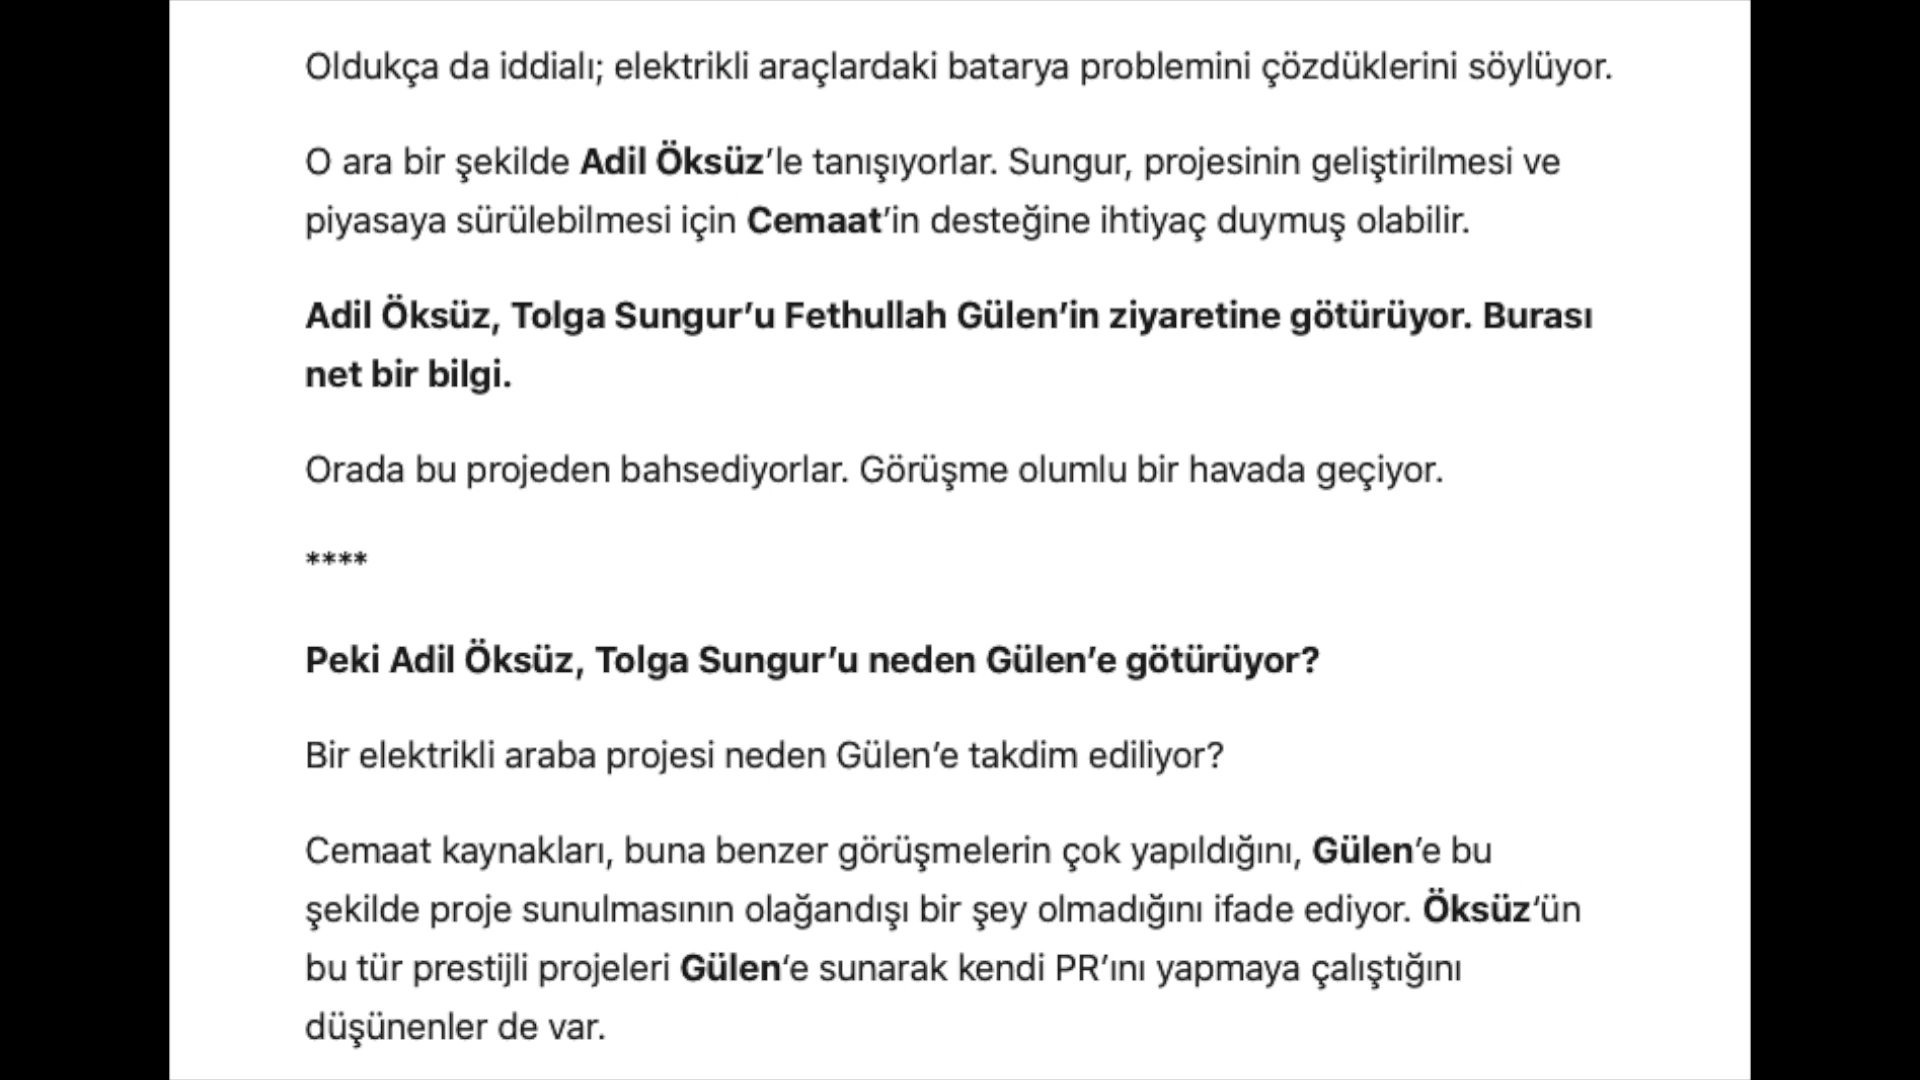 Oldukça da iddialı; elektrikli araçlardaki batarya problemini çözdüklerini söylüyor.
O ara bir şekilde Adil Öksüz’le tanışıyorlar. Sungur, projesinin geliştirilmesi ve
piyasaya sürülebilmesi için Cemaat’in desteğine ihtiyaç duymuş olabilir.
Adil Öksüz, Tolga Sungur’u Fethullah Gülen’in ziyaretine götürüyor. Burası
net bir bilgi.
Orada bu projeden bahsediyorlar. Görüşme olumlu bir havada geçiyor.
****
Peki Adil Öksüz, Tolga Sungur’u neden Gülen’e götürüyor?
Bir elektrikli araba projesi neden Gülen’e takdim ediliyor?
Cemaat kaynakları, buna benzer görüşmelerin çok yapıldığını, Gülen’e bu
şekilde proje sunulmasının olağandışı bir şey olmadığını ifade ediyor. Öksüz‘ün
bu tür prestijli projeleri Gülen‘e sunarak kendi PR’ını yapmaya çalıştığını
düşünenler de var.